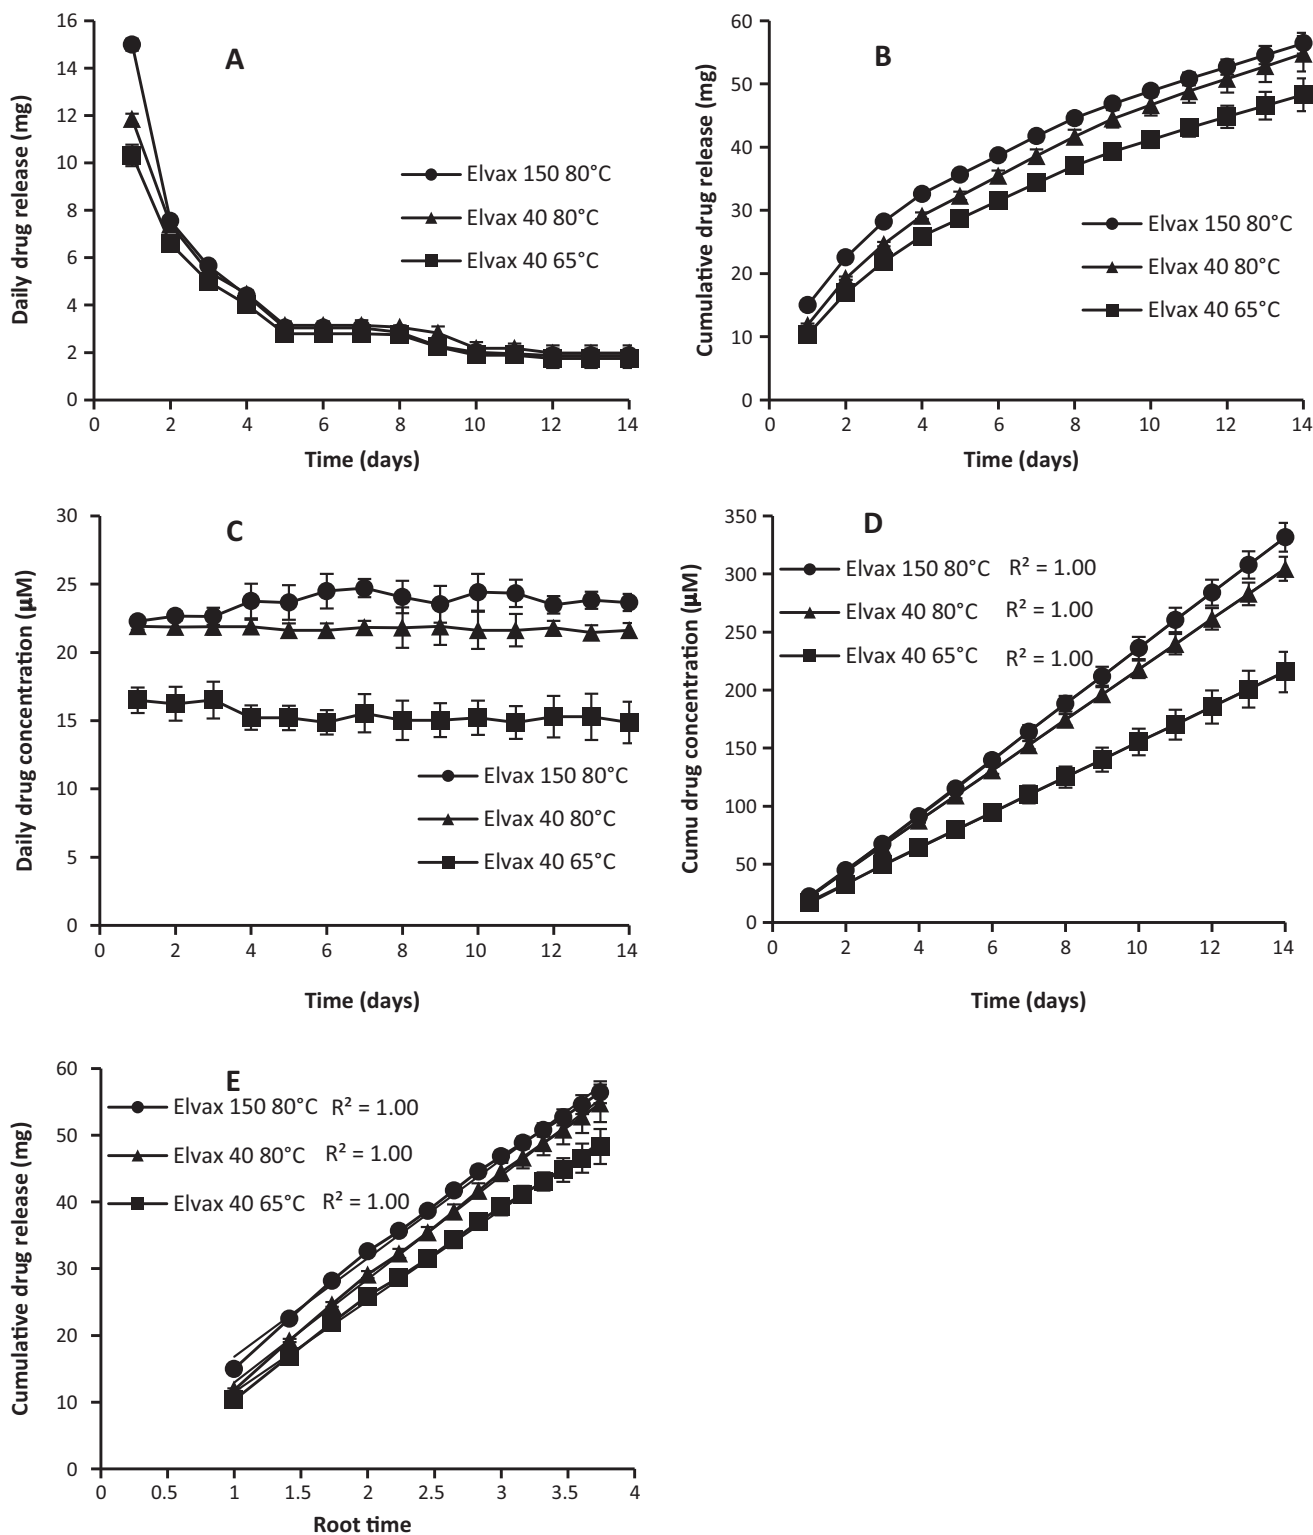 A
Daily drug release (mg)
16
14
12
10
8
6
4
2
0
Elvax 150 80°C
Elvax 40 80°C
Elvax 40 65°C
0 2 4 6 8 10 12 14
Time (days)
B
Cumulative drug release (mg)
60
50
40
30
20
10
0
Elvax 150 80°C
Elvax 40 80°C
Elvax 40 65°C
0 2 4 6 8 10 12 14
Time (days)
C
Daily drug concentration (µM)
30
25
20
15
10
5
0
Elvax 150 80°C
Elvax 40 80°C
Elvax 40 65°C
0 2 4 6 8 10 12 14
Time (days)
D
Cumu drug concentration (µM)
350
300
250
200
150
100
50
0
Elvax 150 80°C R² = 1.00
Elvax 40 80°C R² = 1.00
Elvax 40 65°C R² = 1.00
0 2 4 6 8 10 12 14
Time (days)
E
Cumulative drug release (mg)
60
50
40
30
20
10
0
Elvax 150 80°C R² = 1.00
Elvax 40 80°C R² = 1.00
Elvax 40 65°C R² = 1.00
0 0.5 1 1.5 2 2.5 3 3.5 4
Root time